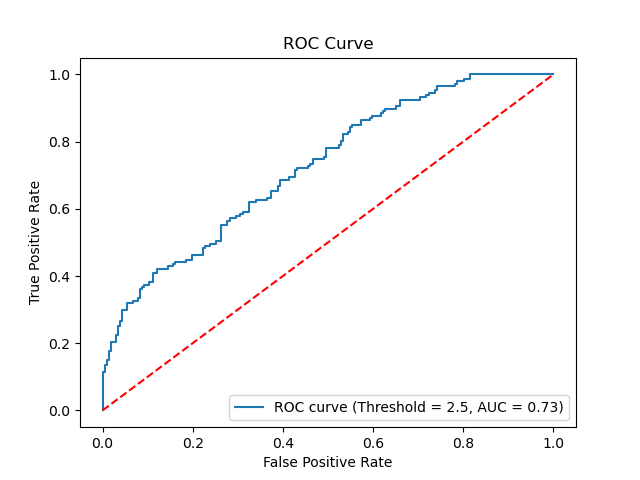 ROC Curve
True Positive Rate
1.0
0.8
0.6
0.4
0.2
0.0
ROC curve (Threshold = 2.5, AUC = 0.73)
0.0 0.2 0.4 0.6 0.8 1.0
False Positive Rate